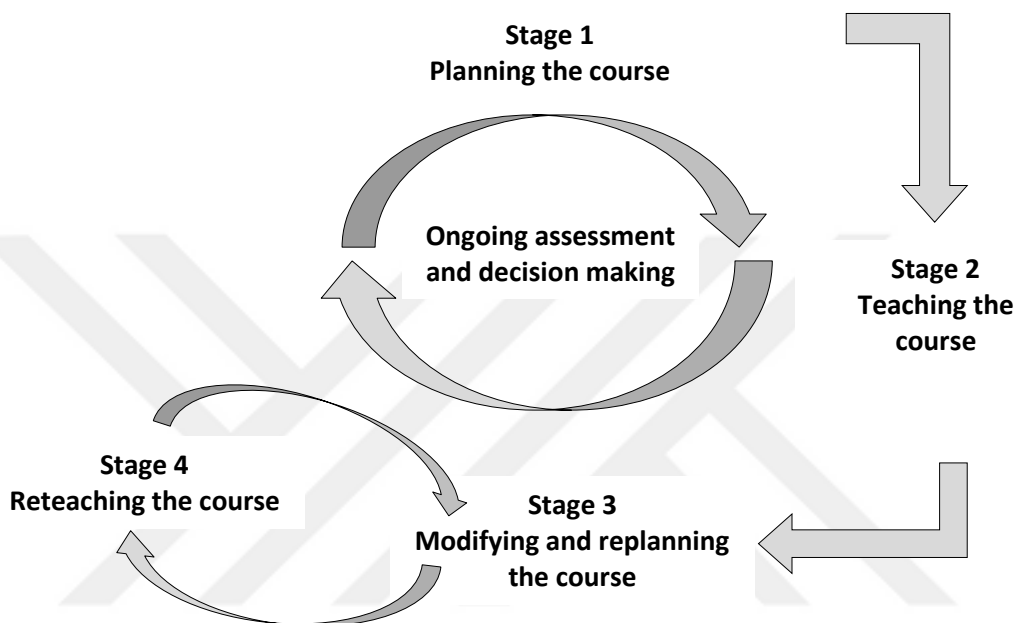 Stage 1
Planning the course
Ongoing assessment
and decision making
Stage 2
Teaching the
course
Stage 3
Modifying and replanning
the course
Stage 4
Reteaching the course